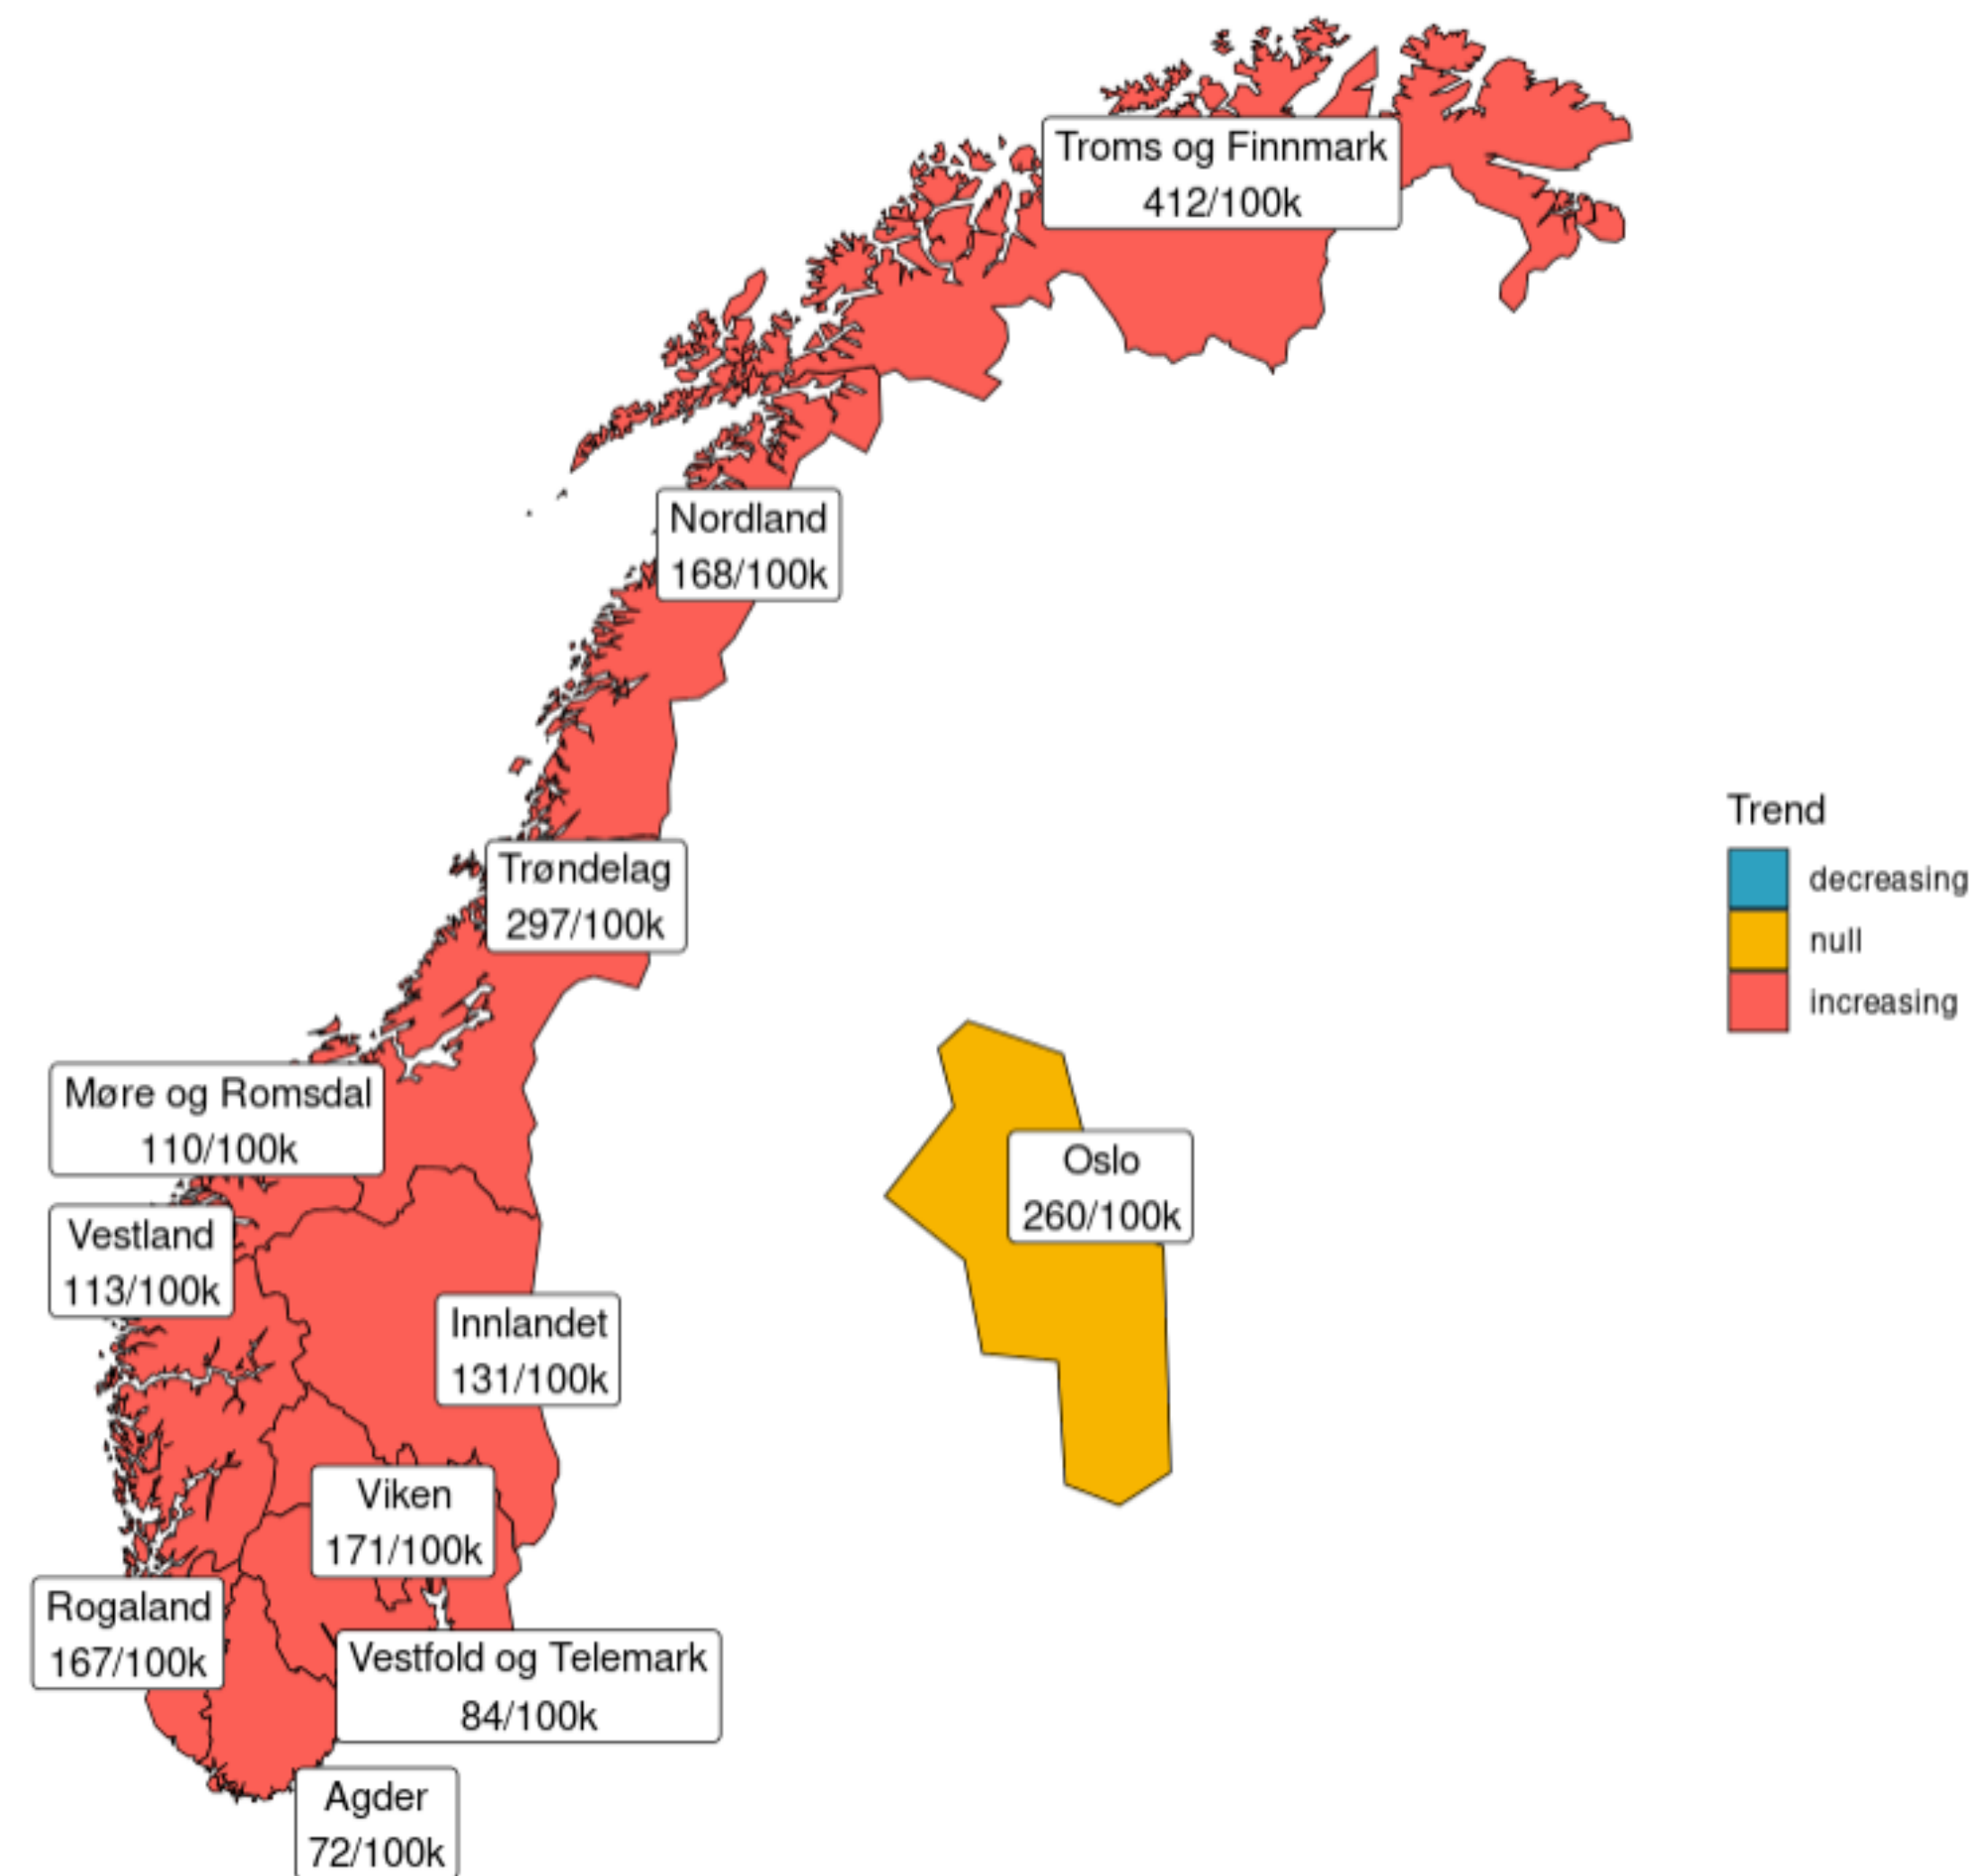 Troms og Finnmark
412/100k
Nordland
168/100k
Trøndelag
297/100k
Møre og Romsdal
110/100k
Vestland
113/100k
Innlandet
131/100k
Viken
171/100k
Rogaland
167/100k
Vestfold og Telemark
84/100k
Agder
72/100k
Oslo
260/100k
Trend
decreasing
null
increasing